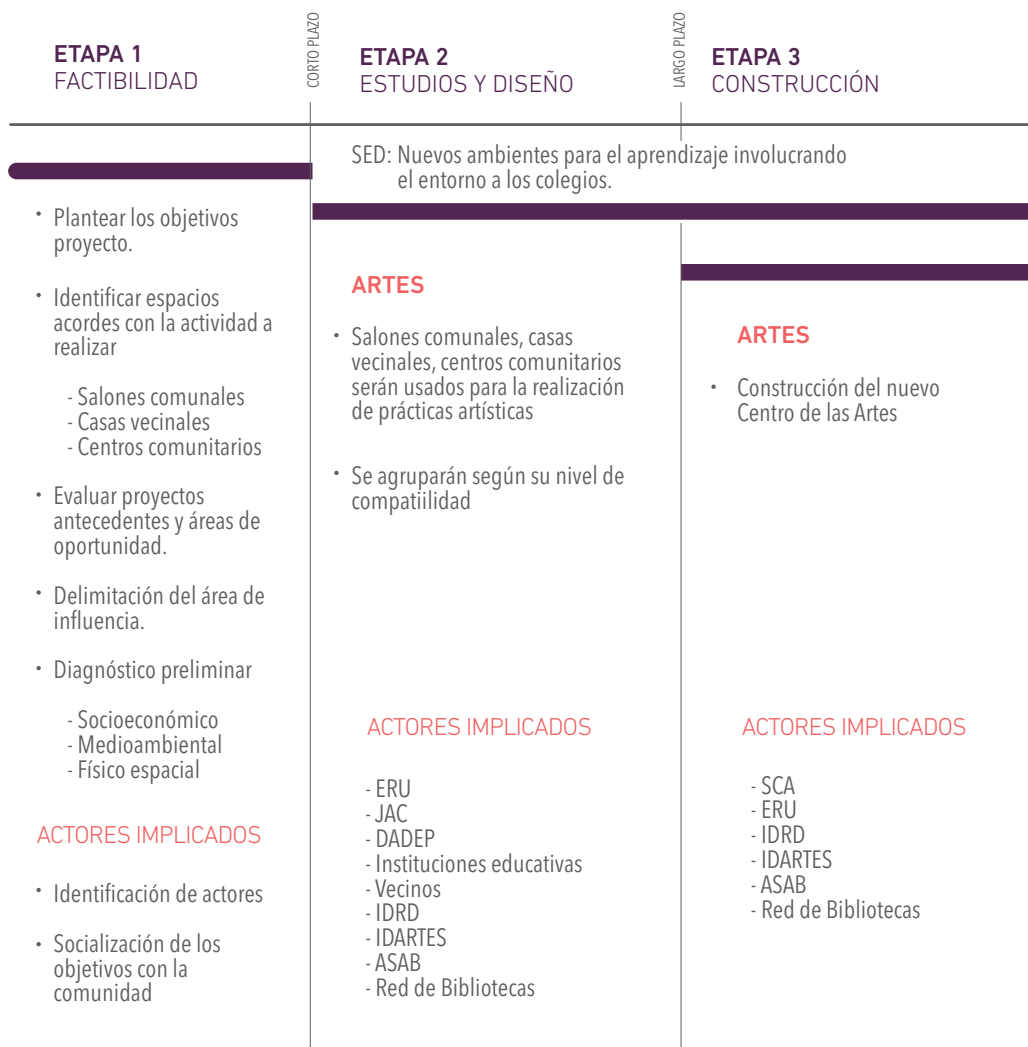 ETAPA 1
FACTIBILIDAD
CORTO PLAZO
ETAPA 2
ESTUDIOS Y DISEÑO
LARGO PLAZO
ETAPA 3
CONSTRUCCIÓN
SED: Nuevos ambientes para el aprendizaje involucrando
el entorno a los colegios.
• Plantear los objetivos
proyecto.
• Identificar espacios
acordes con la actividad a
realizar
- Salones comunales
- Casas vecinales
- Centros comunitarios
• Evaluar proyectos
antecedentes y áreas de
oportunidad.
• Delimitación del área de
influencia.
• Diagnóstico preliminar
- Socioeconómico
- Medioambiental
- Físico espacial
ACTORES IMPLICADOS
• Identificación de actores
• Socialización de los
objetivos con la
comunidad
ARTES
• Salones comunales, casas
vecinales, centros comunitarios
serán usados para la realización
de prácticas artísticas
• Se agruparán según su nivel de
compatiilidad
ACTORES IMPLICADOS
- ERU
- JAC
- DADEP
- Instituciones educativas
- Vecinos
- IDRD
- IDARTES
- ASAB
- Red de Bibliotecas
ARTES
• Construcción del nuevo
Centro de las Artes
ACTORES IMPLICADOS
- SCA
- ERU
- IDRD
- IDARTES
- ASAB
- Red de Bibliotecas